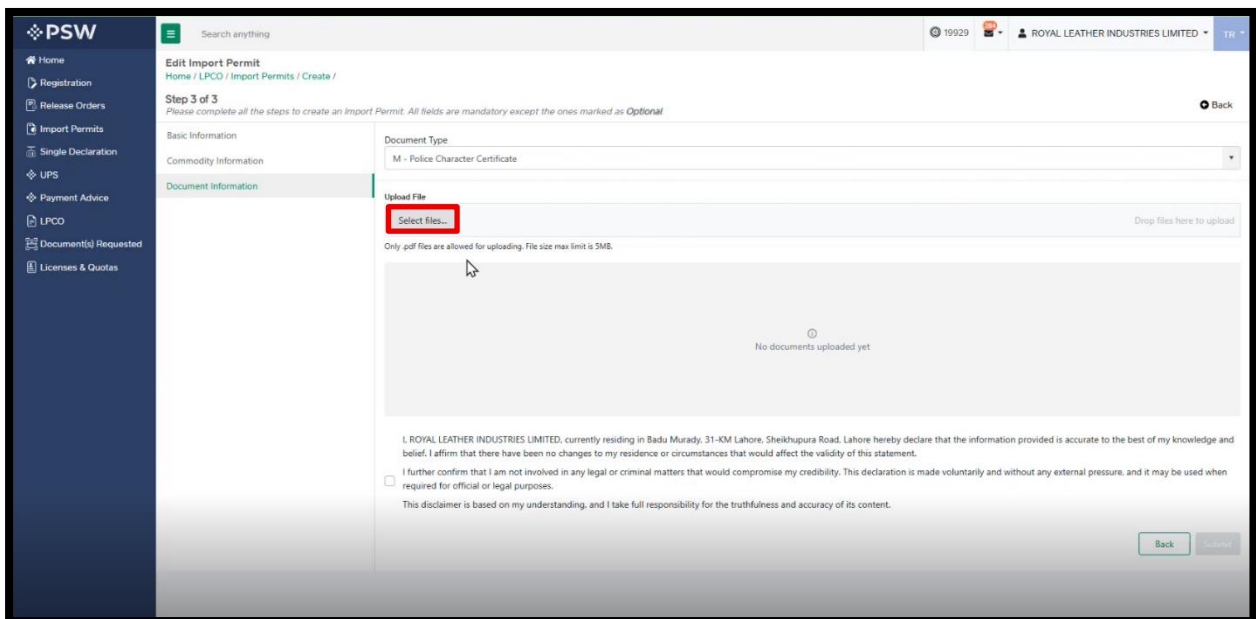 PSW
Search anything
19929
ROYAL LEATHER INDUSTRIES LIMITED
TR
Home
Registration
Release Orders
Import Permits
Single Declaration
UPS
Payment Advice
LPCO
Document(s) Requested
Licenses & Quotas
Edit Import Permit
Home / LPCO / Import Permits / Create /
Step 3 of 3
Please complete all the steps to create an Import Permit. All fields are mandatory except the ones marked as Optional.
Back
Basic Information
Commodity Information
Document Information
Document Type
M - Police Character Certificate
Upload File
Select files...
Drop files here to upload
Only .pdf files are allowed for uploading. File size max limit is 5MB.
No documents uploaded yet
I, ROYAL LEATHER INDUSTRIES LIMITED, currently residing in Badu Murady, 31-KM Lahore, Sheikhupura Road, Lahore hereby declare that the information provided is accurate to the best of my knowledge and
belief. I affirm that there have been no changes to my residence or circumstances that would affect the validity of this statement.
I further confirm that I am not involved in any legal or criminal matters that would compromise my credibility. This declaration is made voluntarily and without any external pressure, and it may be used when
required for official or legal purposes.
This disclaimer is based on my understanding, and I take full responsibility for the truthfulness and accuracy of its content.
Back
Submit